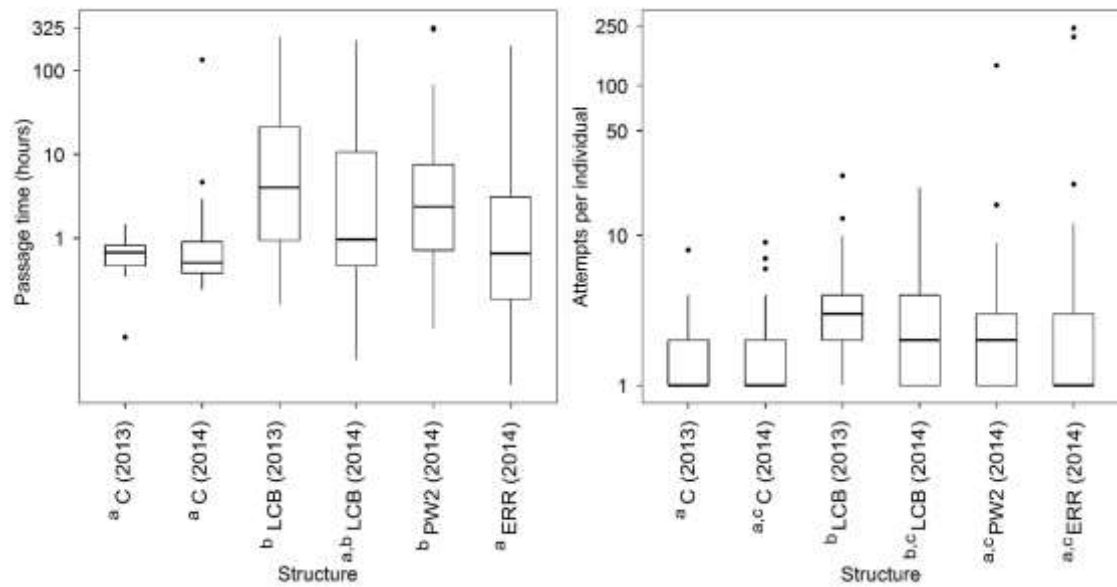 Passage time (hours)
325
100
10
1
a C (2013)
a C (2014)
b LCB (2013)
a,b LCB (2014)
b PW2 (2014)
a ERR (2014)
Structure
Attempts per individual
250
100
50
10
1
a C (2013)
a,c C (2014)
b LCB (2013)
b,c LCB (2014)
a,c PW2 (2014)
a,c ERR (2014)
Structure